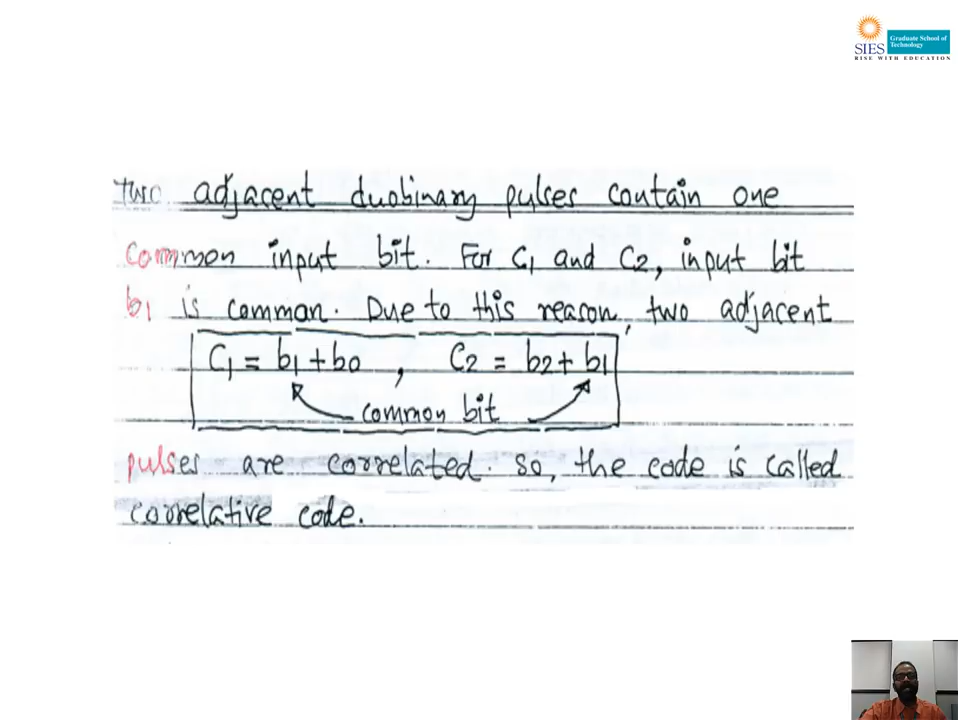 SIES
Graduate School of
Technology
RISE WITH EDUCATION
Two adjacent duobinary pulses contain one
common input bit. For C1 and C2, input bit
b1 is common. Due to this reason, two adjacent
C1 = b1 + b0 , C2 = b2 + b1
common bit
pulses are correlated. So, the code is called
correlative code.